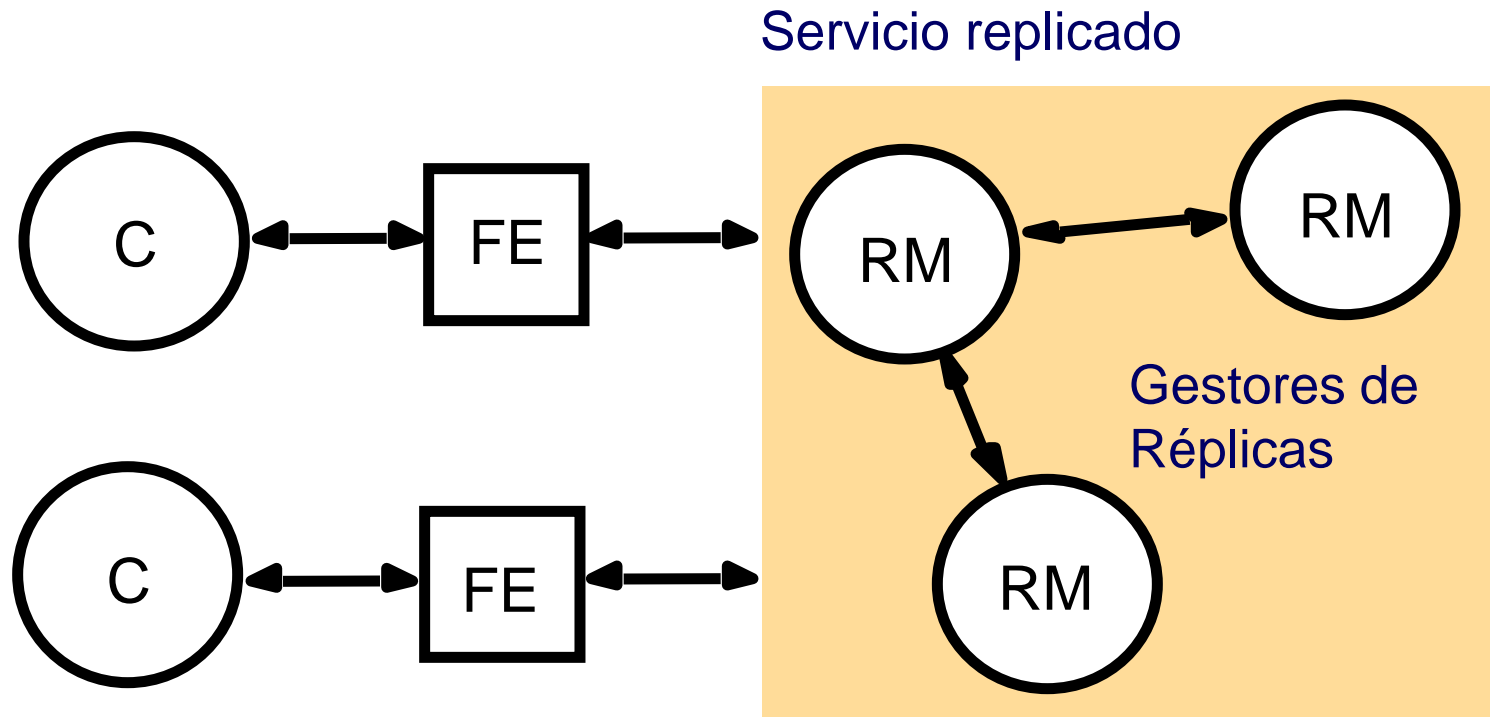 Servicio replicado
C
FE
RM
RM
Gestores de
Réplicas
C
FE
RM